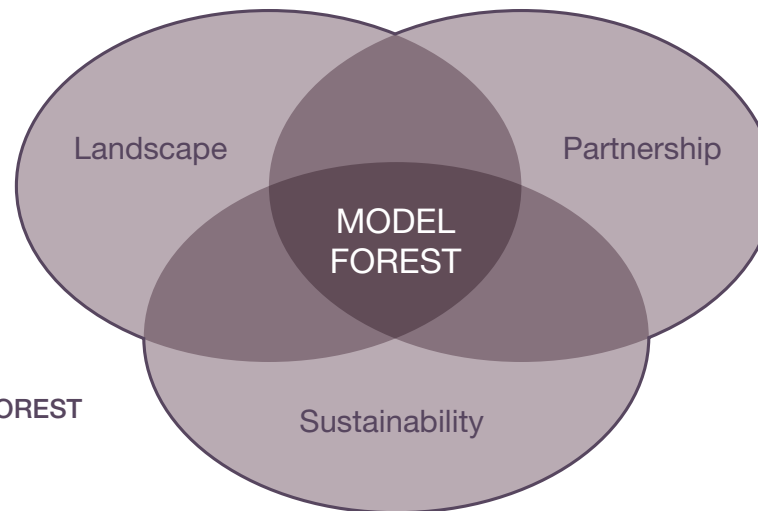 Landscape
Partnership
MODEL
FOREST
OREST
Sustainability